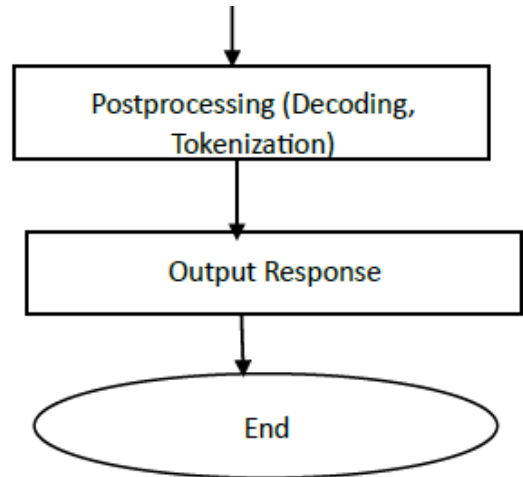 Postprocessing (Decoding,
Tokenization)
Output Response
End